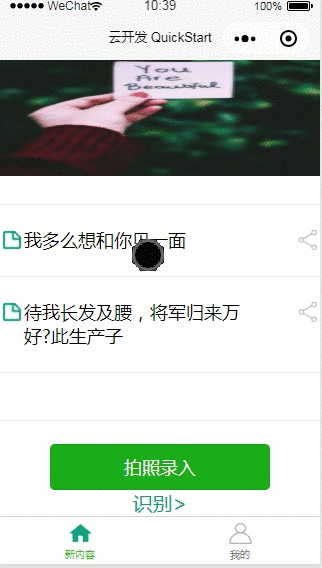 WeChat
10:39
100%
云开发 QuickStart
You
Are
Beautiful
我多么想和你见一面
待我长发及腰，将军归来万
好?此生产子
拍照录入
识别>
新内容
我的